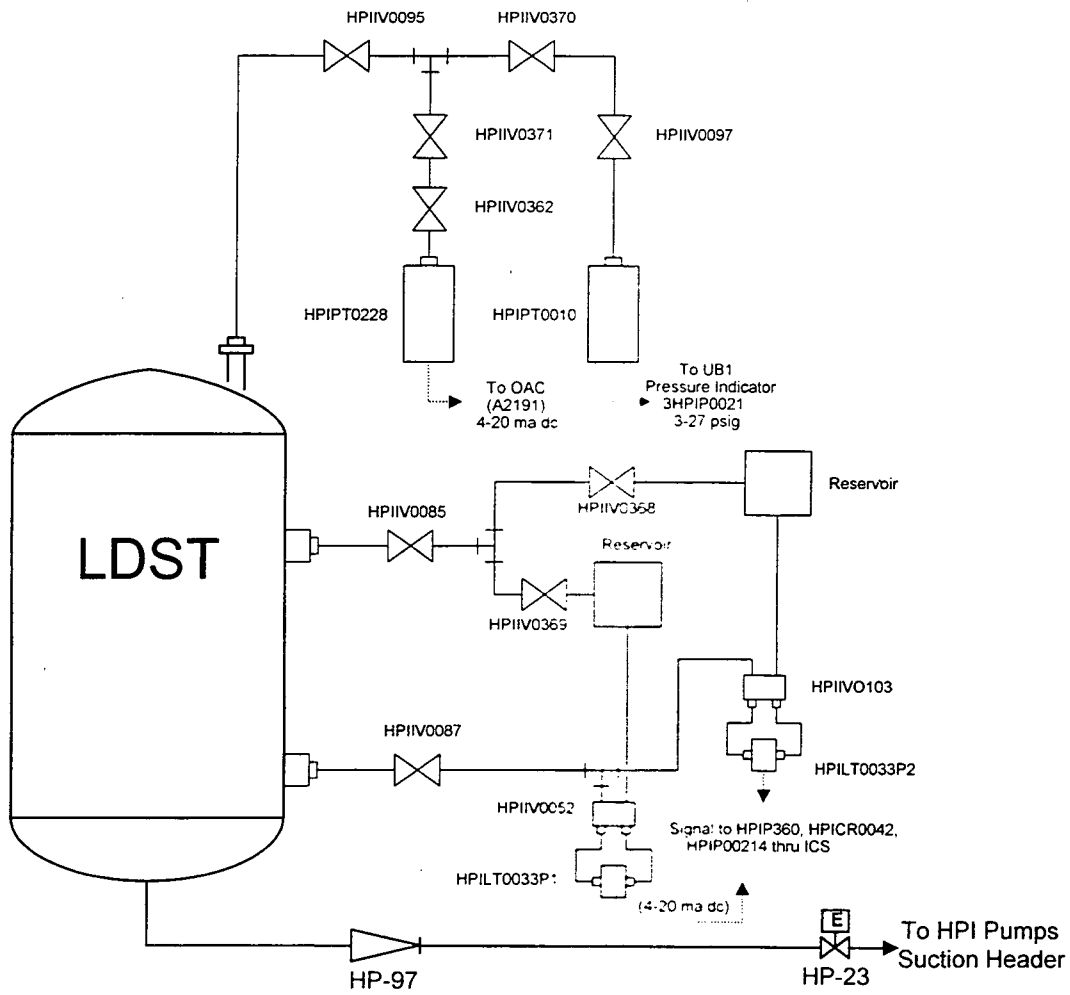 HPIIV0095
HPIIV0370
HPIIV0371
HPIIV0097
HPIIV0362
HPIPT0228
HPIPT0010
To OAC
(A2191)
4-20 ma dc
To UB1
Pressure Indicator
3HPIP0021
3-27 psig
HPIIV0085
HPIIV0368
Reservoir
Reservoir
LDST
HPIIV0369
HPIIVO103
HPIIV0087
HPILT0033P2
HPIIV0052
Signal to HPIP360, HPICR0042,
HPIP00214 thru ICS
HPILT0033P1
(4-20 ma dc)
E
To HPI Pumps
Suction Header
HP-97
HP-23